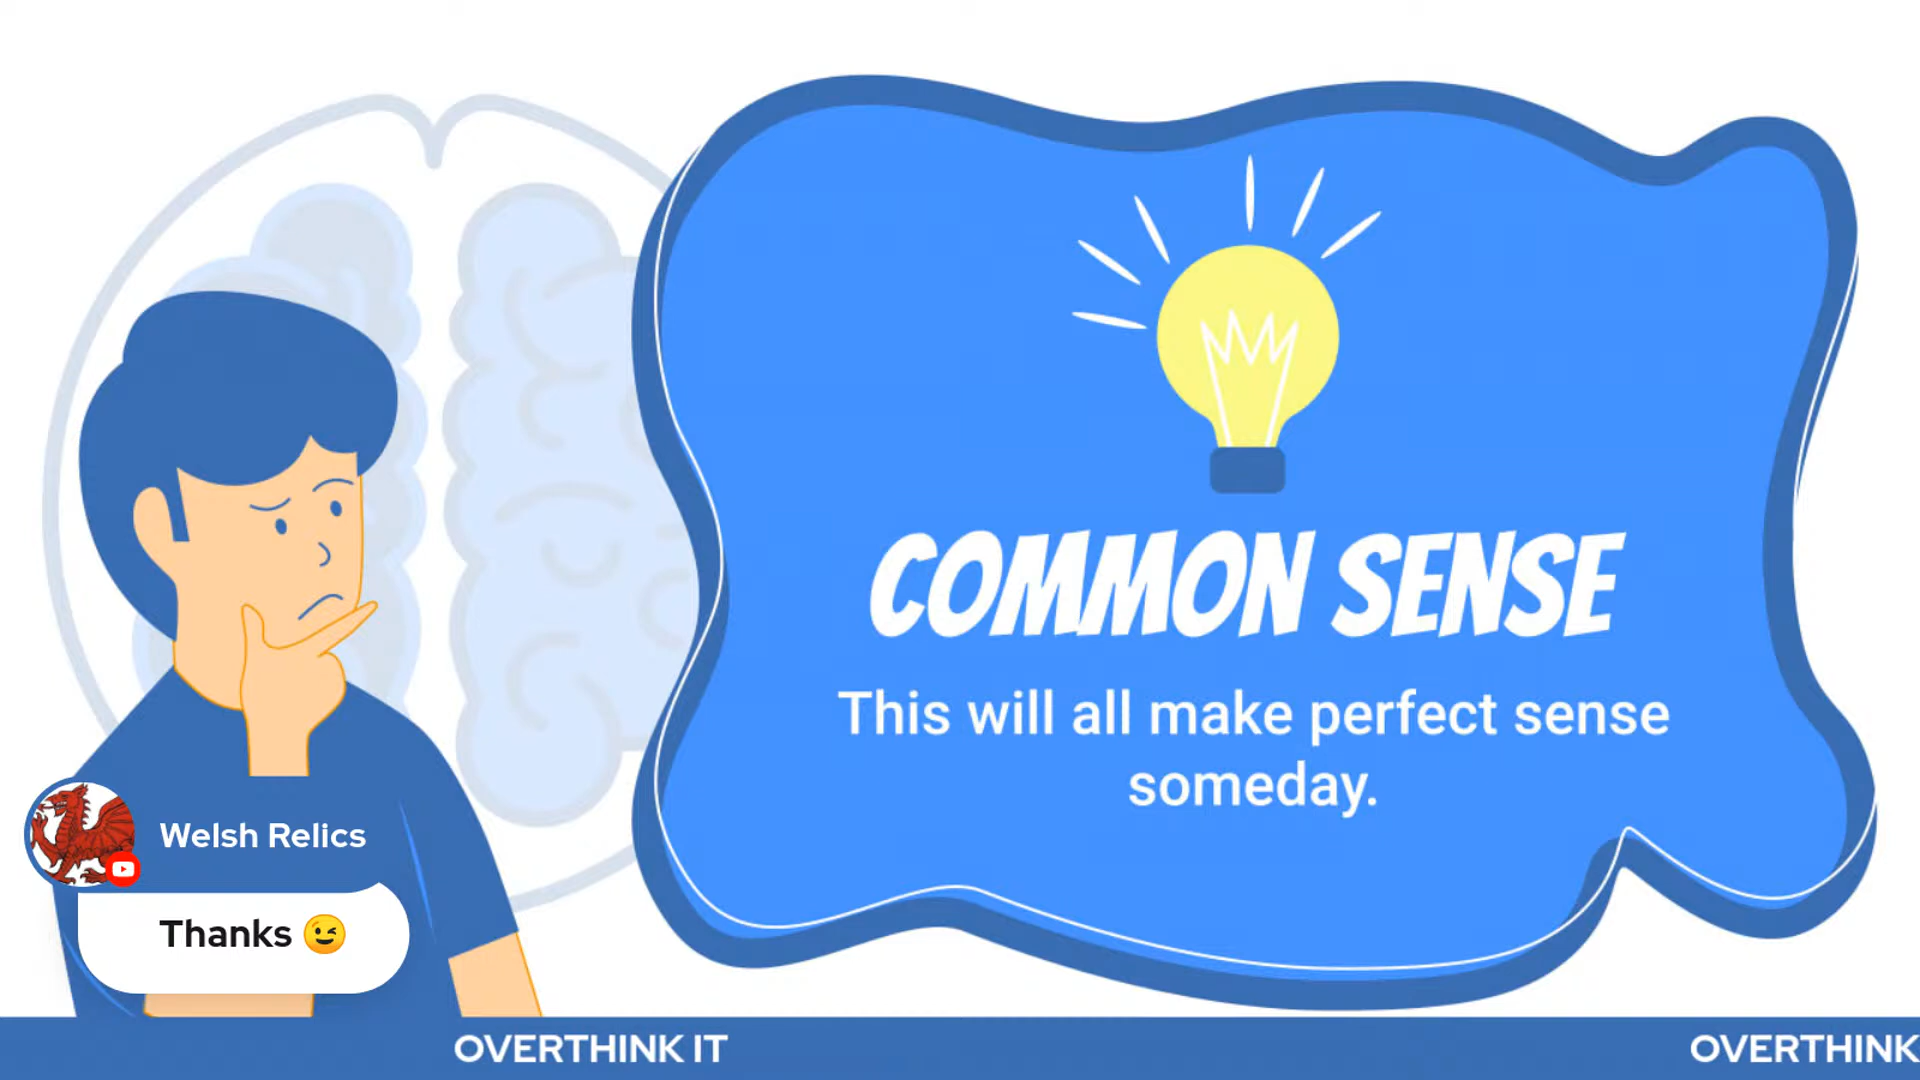 COMMON SENSE
This will all make perfect sense
someday.
Welsh Relics
Thanks 😉
OVERTHINK IT
OVERTHINK